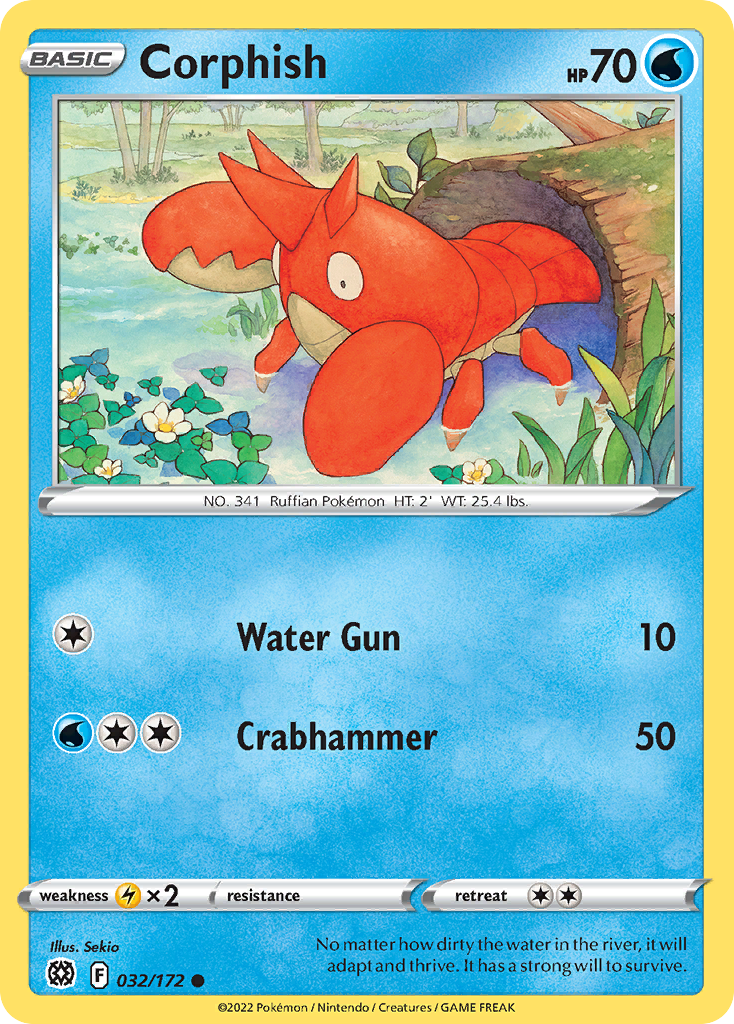 BASIC Corphish HP70
NO. 341 Ruffian Pokémon HT: 2' WT: 25.4 lbs.
Water Gun 10
Crabhammer 50
weakness ×2 resistance retreat
Illus. Sekio
No matter how dirty the water in the river, it will
adapt and thrive. It has a strong will to survive.
F 032/172
©2022 Pokémon / Nintendo / Creatures / GAME FREAK